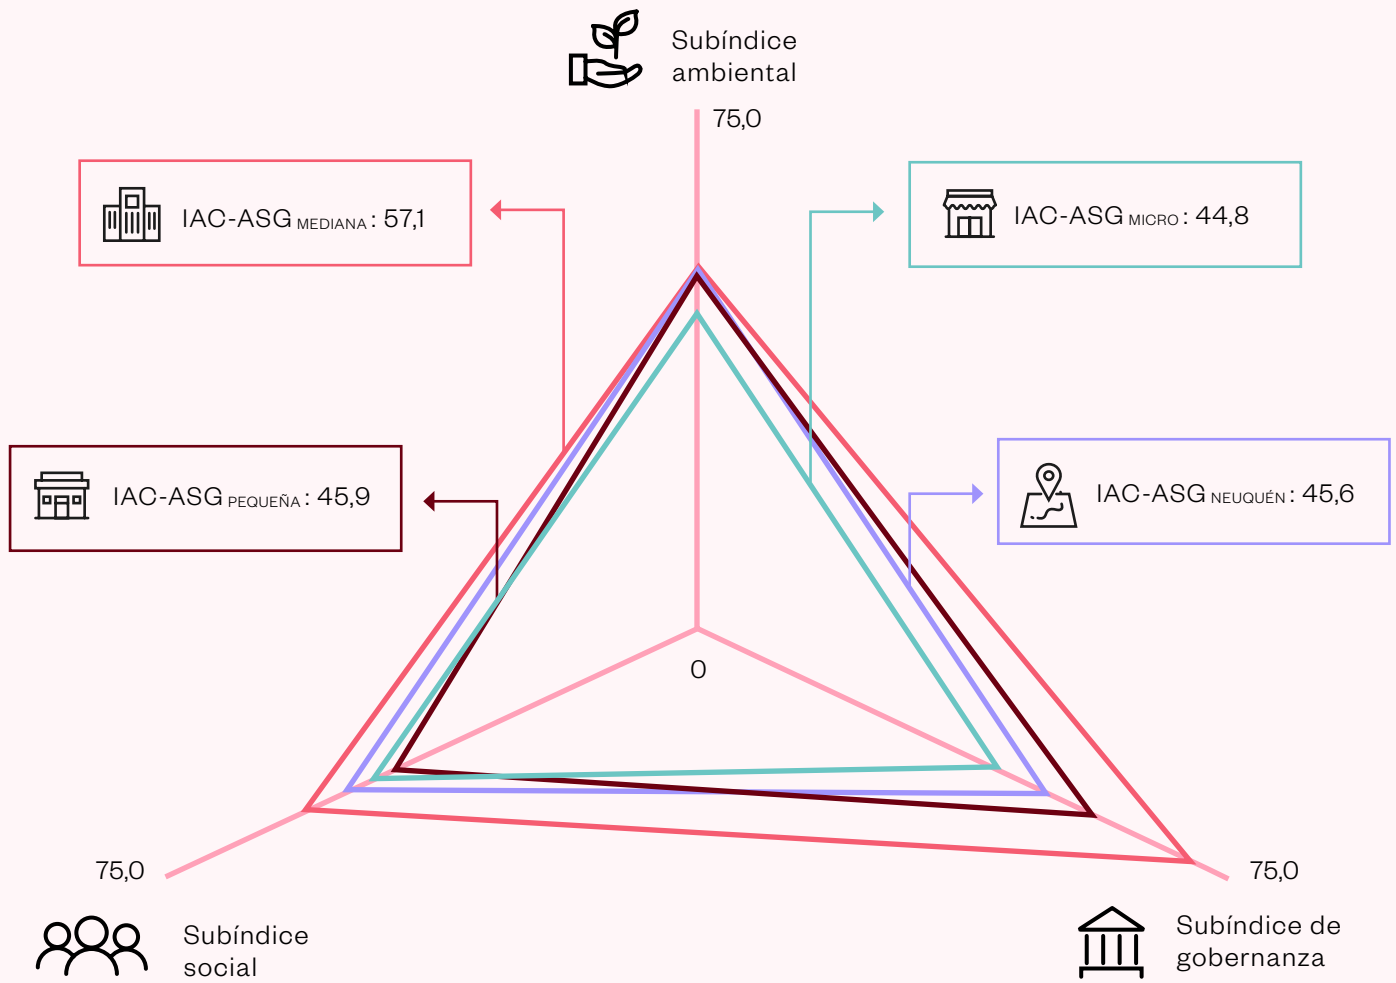 Subíndice
ambiental
75,0
IAC-ASG MEDIANA : 57,1
IAC-ASG MICRO : 44,8
IAC-ASG PEQUEÑA : 45,9
IAC-ASG NEUQUÉN : 45,6
0
75,0
75,0
Subíndice
social
Subíndice de
gobernanza